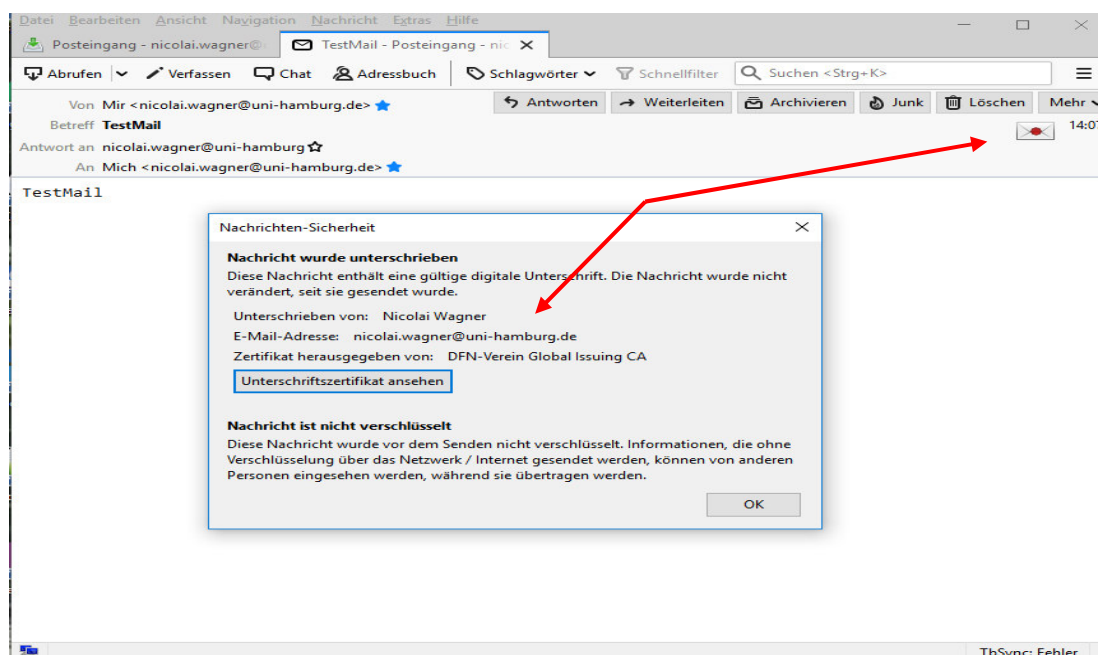 Datei Bearbeiten Ansicht Navigation Nachricht Extras Hilfe
Posteingang - nicolai.wagner@ TestMail - Posteingang - nic
Abrufen Verfassen Chat Adressbuch Schlagwörter Schnellfilter Suchen <Strg+K>
Von Mir <nicolai.wagner@uni-hamburg.de> Antworten Weiterleiten Archivieren Junk Löschen Mehr
Betreff TestMail 14:07
Antwort an nicolai.wagner@uni-hamburg
An Mich <nicolai.wagner@uni-hamburg.de>
TestMail
Nachrichten-Sicherheit
Nachricht wurde unterschrieben
Diese Nachricht enthält eine gültige digitale Unterschrift. Die Nachricht wurde nicht
verändert, seit sie gesendet wurde.
Unterschrieben von: Nicolai Wagner
E-Mail-Adresse: nicolai.wagner@uni-hamburg.de
Zertifikat herausgegeben von: DFN-Verein Global Issuing CA
Unterschriftszertifikat ansehen
Nachricht ist nicht verschlüsselt
Diese Nachricht wurde vor dem Senden nicht verschlüsselt. Informationen, die ohne
Verschlüsselung über das Netzwerk / Internet gesendet werden, können von anderen
Personen eingesehen werden, während sie übertragen werden.
OK
TbSync: Fehler